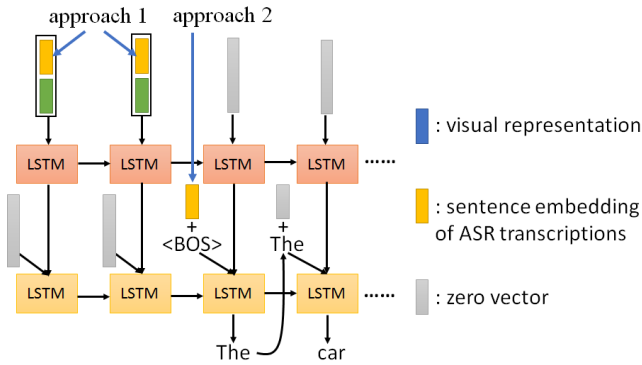 approach 1
approach 2
LSTM LSTM LSTM LSTM ......
: visual representation
: sentence embedding
of ASR transcriptions
+ +
<BOS> The
LSTM LSTM LSTM LSTM ......
: zero vector
The car